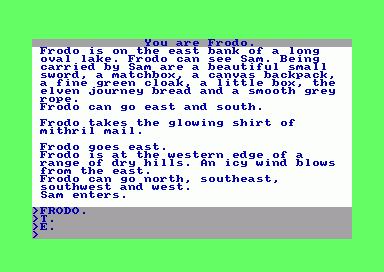 You are Frodo.
Frodo is on the east bank of a long
oval lake. Frodo can see Sam. Being
carried by Sam are a beautiful small
sword, a matchbox, a canvas backpack,
a fine green cloak, a little box, the
elven journey bread and a smooth grey
rope.
Frodo can go east and south.
Frodo takes the glowing shirt of
mithril mail.
Frodo goes east.
Frodo is at the western edge of a
range of dry hills. An icy wind blows
from the east.
Frodo can go north, southeast,
southwest and west.
Sam enters.
>FRODO.
>T.
>E.
>